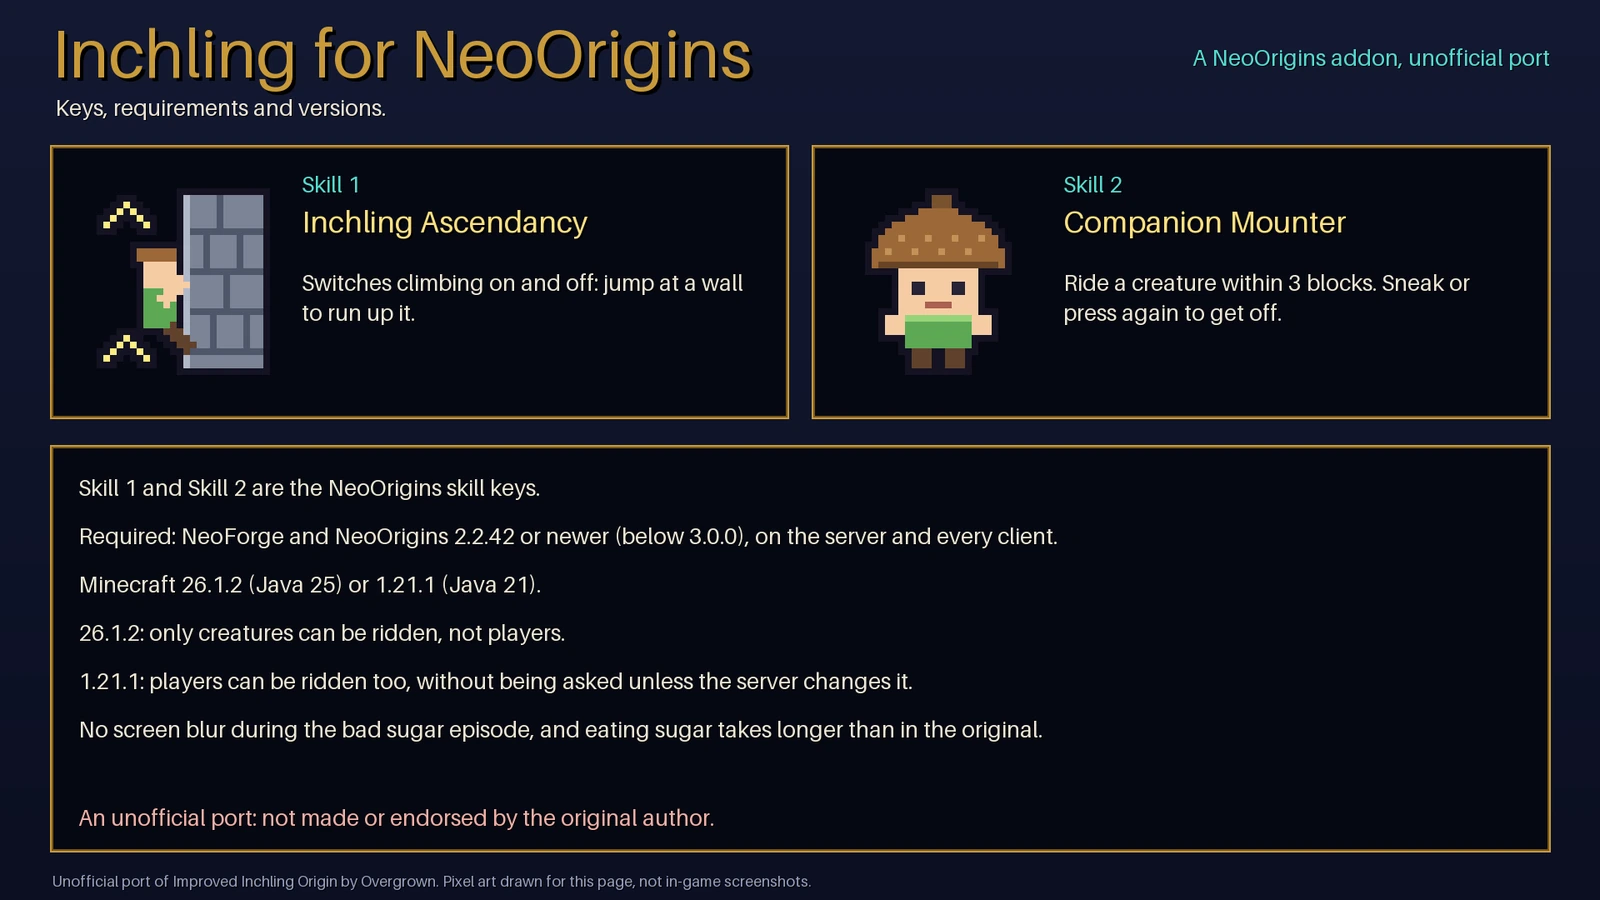 Inchling for NeoOrigins
A NeoOrigins addon, unofficial port
Keys, requirements and versions.
Skill 1
Inchling Ascendancy
Switches climbing on and off: jump at a wall
to run up it.
Skill 2
Companion Mounter
Ride a creature within 3 blocks. Sneak or
press again to get off.
Skill 1 and Skill 2 are the NeoOrigins skill keys.
Required: NeoForge and NeoOrigins 2.2.42 or newer (below 3.0.0), on the server and every client.
Minecraft 26.1.2 (Java 25) or 1.21.1 (Java 21).
26.1.2: only creatures can be ridden, not players.
1.21.1: players can be ridden too, without being asked unless the server changes it.
No screen blur during the bad sugar episode, and eating sugar takes longer than in the original.
An unofficial port: not made or endorsed by the original author.
Unofficial port of Improved Inchling Origin by Overgrown. Pixel art drawn for this page, not in-game screenshots.